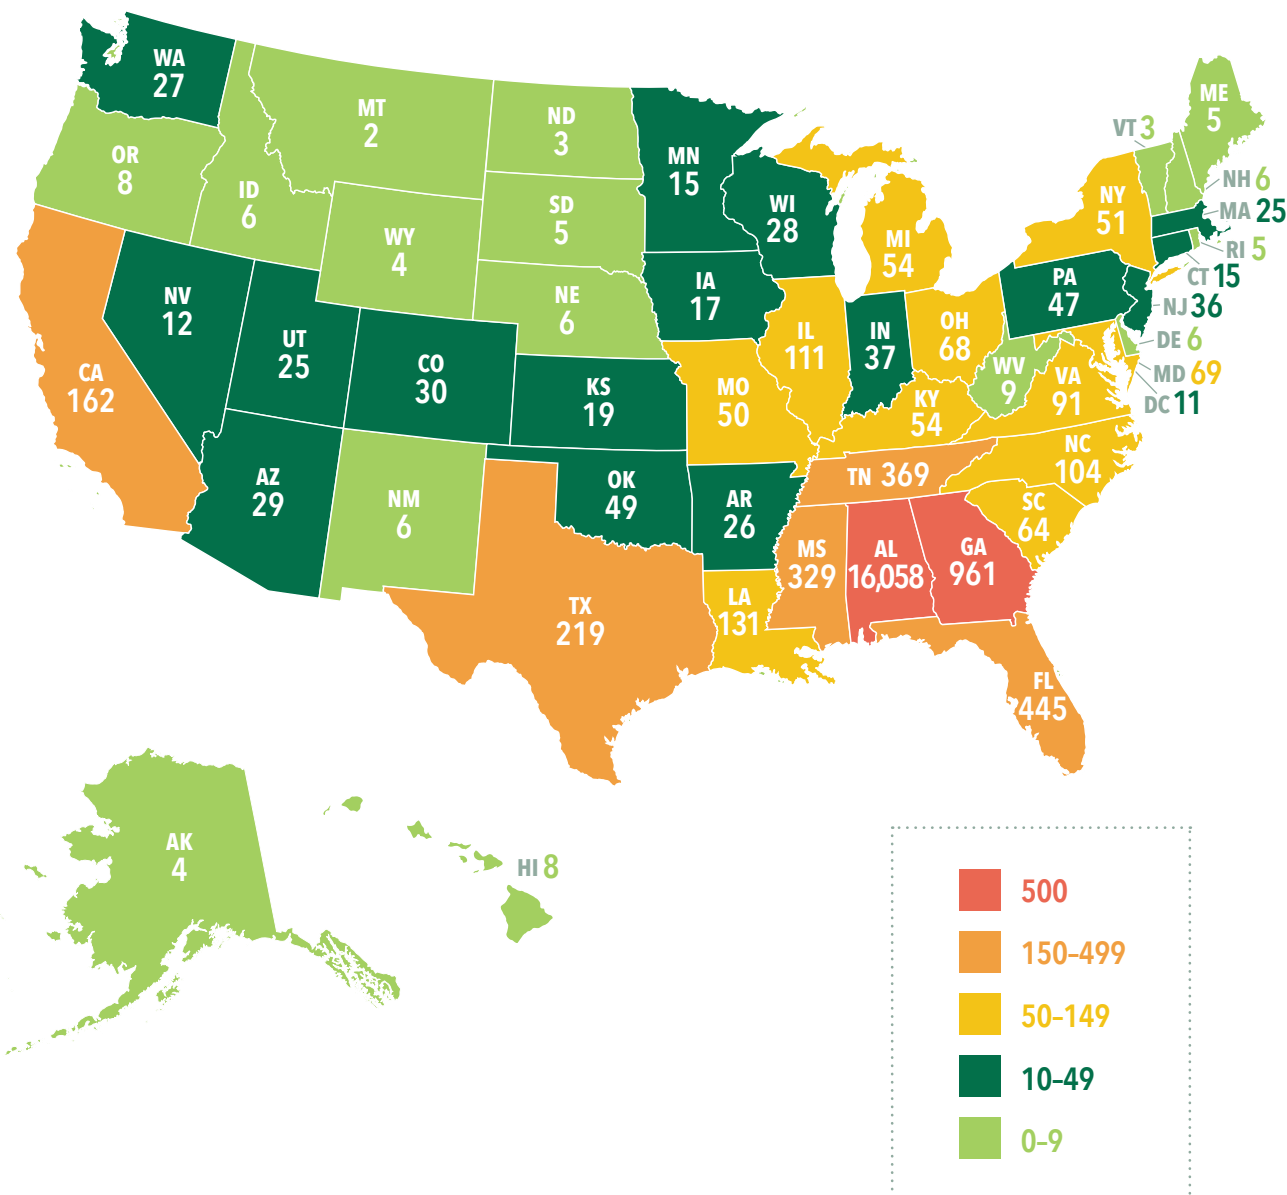 WA
27
MT
2
ND
3
MN
15
ME
5
VT 3
OR
8
ID
6
SD
5
WI
28
NY
51
NH 6
MA 25
WY
4
MI
54
RI 5
CT 15
NV
12
NE
6
IA
17
PA
47
NJ 36
UT
25
IL
111
IN
37
OH
68
DE 6
CA
162
CO
30
KS
19
MO
50
WV
9
VA
91
MD 69
DC 11
KY
54
NC
104
AZ
29
NM
6
OK
49
AR
26
TN 369
SC
64
MS
329
AL
16,058
GA
961
TX
219
LA
131
FL
445
AK
4
HI 8
500
150–499
50–149
10–49
0–9